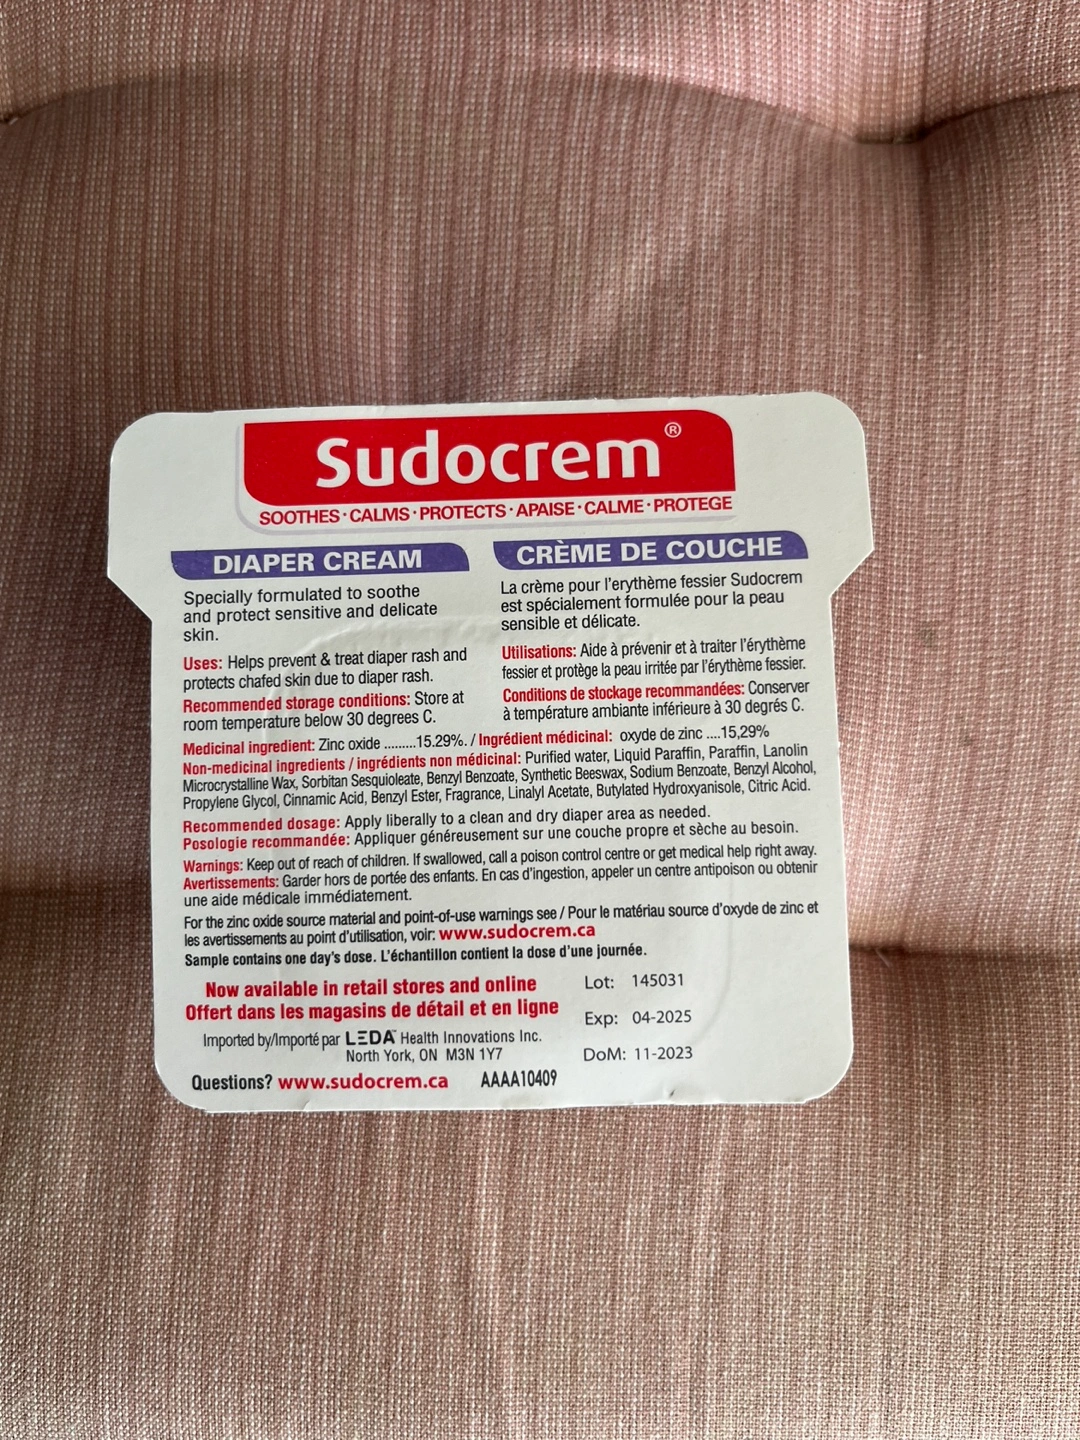 Sudocrem®
SOOTHES · CALMS · PROTECTS · APAISE · CALME · PROTEGE
DIAPER CREAM
Specially formulated to soothe
and protect sensitive and delicate
skin.
Uses: Helps prevent & treat diaper rash and
protects chafed skin due to diaper rash.
Recommended storage conditions: Store at
room temperature below 30 degrees C.
CRÈME DE COUCHE
La crème pour l'erythème fessier Sudocrem
est spécialement formulée pour la peau
sensible et délicate.
Utilisations: Aide à prévenir et à traiter l'érythème
fessier et protège la peau irritée par l'érythème fessier.
Conditions de stockage recommandées: Conserver
à température ambiante inférieure à 30 degrés C.
Medicinal ingredient: Zinc oxide .........15.29%. / Ingrédient médicinal: oxyde de zinc ....15,29%
Non-medicinal ingredients / ingrédients non médicinal: Purified water, Liquid Paraffin, Paraffin, Lanolin
Microcrystalline Wax, Sorbitan Sesquioleate, Benzyl Benzoate, Synthetic Beeswax, Sodium Benzoate, Benzyl Alcohol,
Propylene Glycol, Cinnamic Acid, Benzyl Ester, Fragrance, Linalyl Acetate, Butylated Hydroxyanisole, Citric Acid.
Recommended dosage: Apply liberally to a clean and dry diaper area as needed.
Posologie recommandée: Appliquer généreusement sur une couche propre et sèche au besoin.
Warnings: Keep out of reach of children. If swallowed, call a poison control centre or get medical help right away.
Avertissements: Garder hors de portée des enfants. En cas d'ingestion, appeler un centre antipoison ou obtenir
une aide médicale immédiatement.
For the zinc oxide source material and point-of-use warnings see / Pour le matériau source d'oxyde de zinc et
les avertissements au point d'utilisation, voir: www.sudocrem.ca
Sample contains one day's dose. L'échantillon contient la dose d'une journée.
Now available in retail stores and online
Offert dans les magasins de détail et en ligne
Imported by/Importé par LEDA™ Health Innovations Inc.
North York, ON M3N 1Y7
Questions? www.sudocrem.ca AAAA10409
Lot: 145031
Exp: 04-2025
DoM: 11-2023